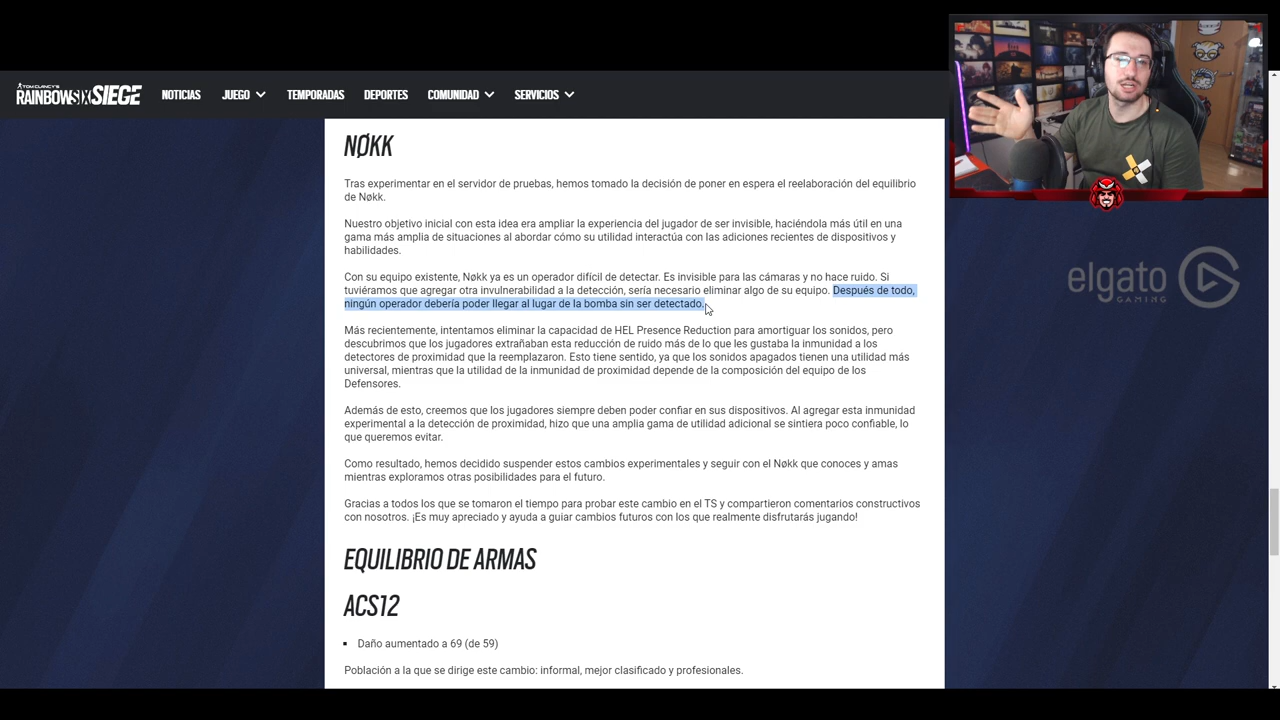 TOM CLANCY'S
RAINBOWSIX SIEGE
NOTICIAS
JUEGO
TEMPORADAS
DEPORTES
COMUNIDAD
SERVICIOS
NØKK
Tras experimentar en el servidor de pruebas, hemos tomado la decisión de poner en espera el reelaboración del equilibrio
de Nøkk.
Nuestro objetivo inicial con esta idea era ampliar la experiencia del jugador de ser invisible, haciéndola más útil en una
gama más amplia de situaciones al abordar cómo su utilidad interactúa con las adiciones recientes de dispositivos y
habilidades.
Con su equipo existente, Nøkk ya es un operador difícil de detectar. Es invisible para las cámaras y no hace ruido. Si
tuviéramos que agregar otra invulnerabilidad a la detección, sería necesario eliminar algo de su equipo. Después de todo,
ningún operador debería poder llegar al lugar de la bomba sin ser detectado.
Más recientemente, intentamos eliminar la capacidad de HEL Presence Reduction para amortiguar los sonidos, pero
descubrimos que los jugadores extrañaban esta reducción de ruido más de lo que les gustaba la inmunidad a los
detectores de proximidad que la reemplazaron. Esto tiene sentido, ya que los sonidos apagados tienen una utilidad más
universal, mientras que la utilidad de la inmunidad de proximidad depende de la composición del equipo de los
Defensores.
Además de esto, creemos que los jugadores siempre deben poder confiar en sus dispositivos. Al agregar esta inmunidad
experimental a la detección de proximidad, hizo que una amplia gama de utilidad adicional se sintiera poco confiable, lo
que queremos evitar.
Como resultado, hemos decidido suspender estos cambios experimentales y seguir con el Nøkk que conoces y amas
mientras exploramos otras posibilidades para el futuro.
Gracias a todos los que se tomaron el tiempo para probar este cambio en el TS y compartieron comentarios constructivos
con nosotros. ¡Es muy apreciado y ayuda a guiar cambios futuros con los que realmente disfrutarás jugando!
EQUILIBRIO DE ARMAS
ACS12
Daño aumentado a 69 (de 59)
Población a la que se dirige este cambio: informal, mejor clasificado y profesionales.
elgato
GAMING